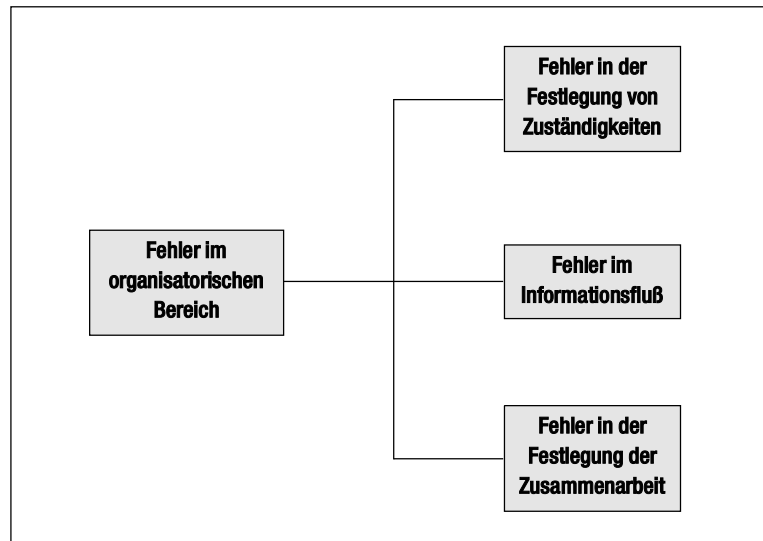 Fehler im
organisatorischen
Bereich
Fehler in der
Festlegung von
Zuständigkeiten
Fehler im
Informationsfluß
Fehler in der
Festlegung der
Zusammenarbeit